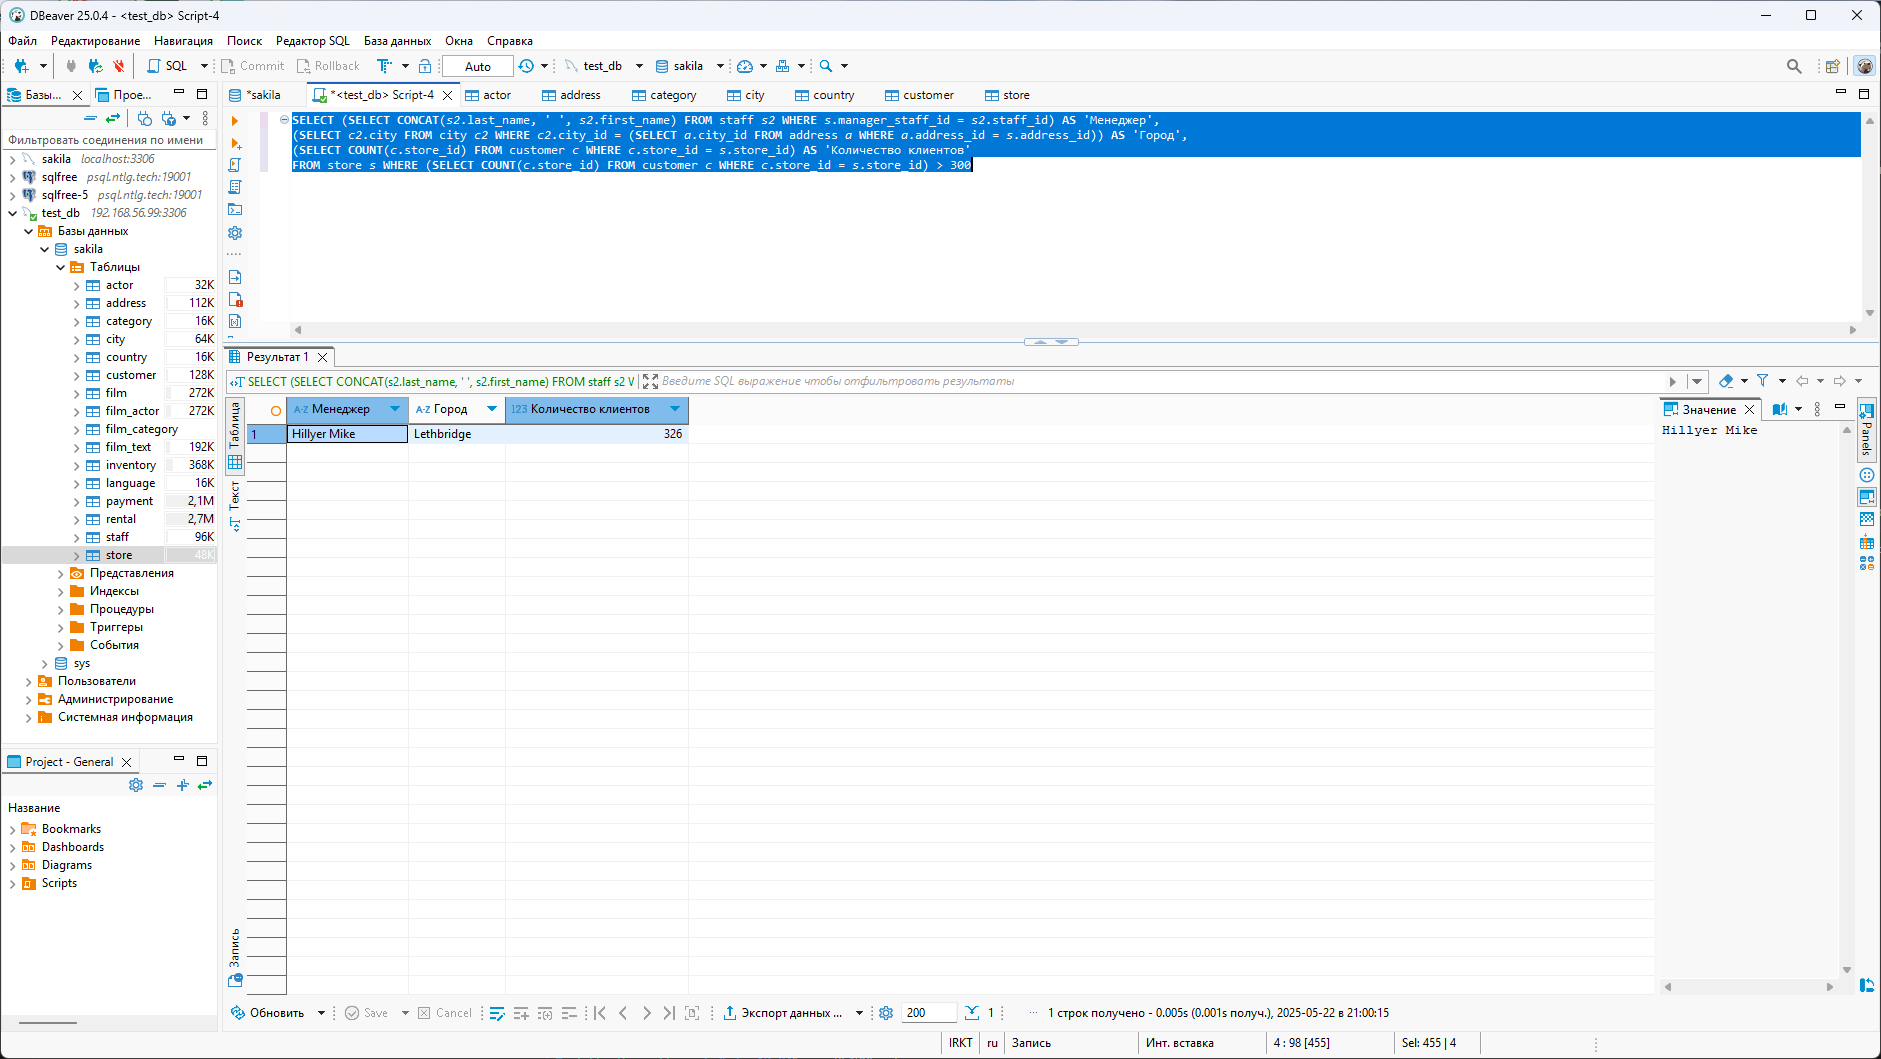 DBeaver 25.0.4 - <test_db> Script-4
Файл Редактирование Навигация Поиск Редактор SQL База данных Окна Справка
SQL Commit Rollback Auto test_db sakila
Базы... Прое... *sakila *<test_db> Script-4 actor address category city country customer store
Фильтровать соединения по имени
sakila localhost:3306
sqlfree psql.ntlg.tech:19001
sqlfree-5 psql.ntlg.tech:19001
test_db 192.168.56.99:3306
Базы данных
sakila
Таблицы
actor 32K
address 112K
category 16K
city 64K
country 16K
customer 128K
film 272K
film_actor 272K
film_category
film_text 192K
inventory 368K
language 16K
payment 2,1M
rental 2,7M
staff 96K
store 48K
Представления
Индексы
Процедуры
Триггеры
События
sys
Пользователи
Администрирование
Системная информация
Project - General
Название
Bookmarks
Dashboards
Diagrams
Scripts
SELECT (SELECT CONCAT(s2.last_name, ' ', s2.first_name) FROM staff s2 WHERE s.manager_staff_id = s2.staff_id) AS 'Менеджер',
(SELECT c2.city FROM city c2 WHERE c2.city_id = (SELECT a.city_id FROM address a WHERE a.address_id = s.address_id)) AS 'Город',
(SELECT COUNT(c.store_id) FROM customer c WHERE c.store_id = s.store_id) AS 'Количество клиентов'
FROM store s WHERE (SELECT COUNT(c.store_id) FROM customer c WHERE c.store_id = s.store_id) > 300
Результат 1
SELECT (SELECT CONCAT(s2.last_name, ' ', s2.first_name) FROM staff s2 W Введите SQL выражение чтобы отфильтровать результаты
Таблица
Текст
Запись
A-Z Менеджер A-Z Город 123 Количество клиентов
1 Hillyer Mike Lethbridge 326
Значение
Hillyer Mike
Panels
Обновить Save Cancel Экспорт данных ... 200 1 ... 1 строк получено - 0.005s (0.001s получ.), 2025-05-22 в 21:00:15
IRKT ru Запись Инт. вставка 4 : 98 [455] Sel: 455 | 4